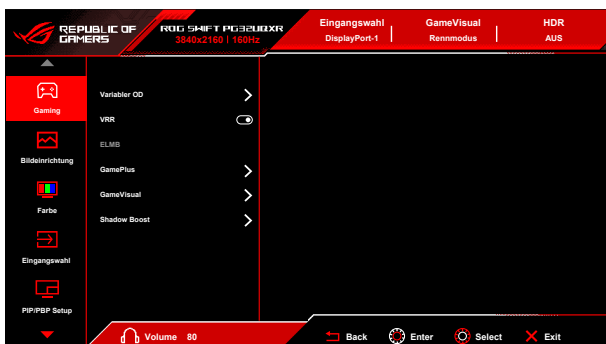 REPUBLIC OF
GAMERS
ROG SWIFT PG32UQXR
3840x2160 | 160Hz
Eingangswahl
DisplayPort-1
GameVisual
Rennmodus
HDR
AUS
Gaming
Bildeinrichtung
Farbe
Eingangswahl
PIP/PBP Setup
Variabler OD
VRR
ELMB
GamePlus
GameVisual
Shadow Boost
Volume 80
Back Enter Select Exit